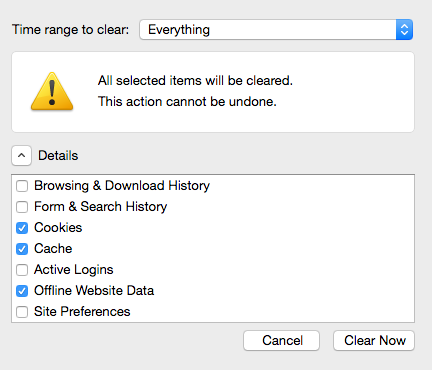 Time range to clear: Everything
All selected items will be cleared.
This action cannot be undone.
Details
Browsing & Download History
Form & Search History
Cookies
Cache
Active Logins
Offline Website Data
Site Preferences
Cancel Clear Now